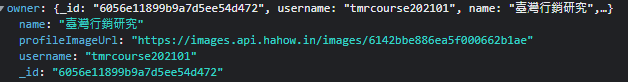 owner: {_id: "6056e11899b9a7d5ee54d472", username: "tmrcourse202101", name: "臺灣行銷研究",…}
name: "臺灣行銷研究"
profileImageUrl: "https://images.api.hahow.in/images/6142bbe886ea5f000662b1ae"
username: "tmrcourse202101"
_id: "6056e11899b9a7d5ee54d472"